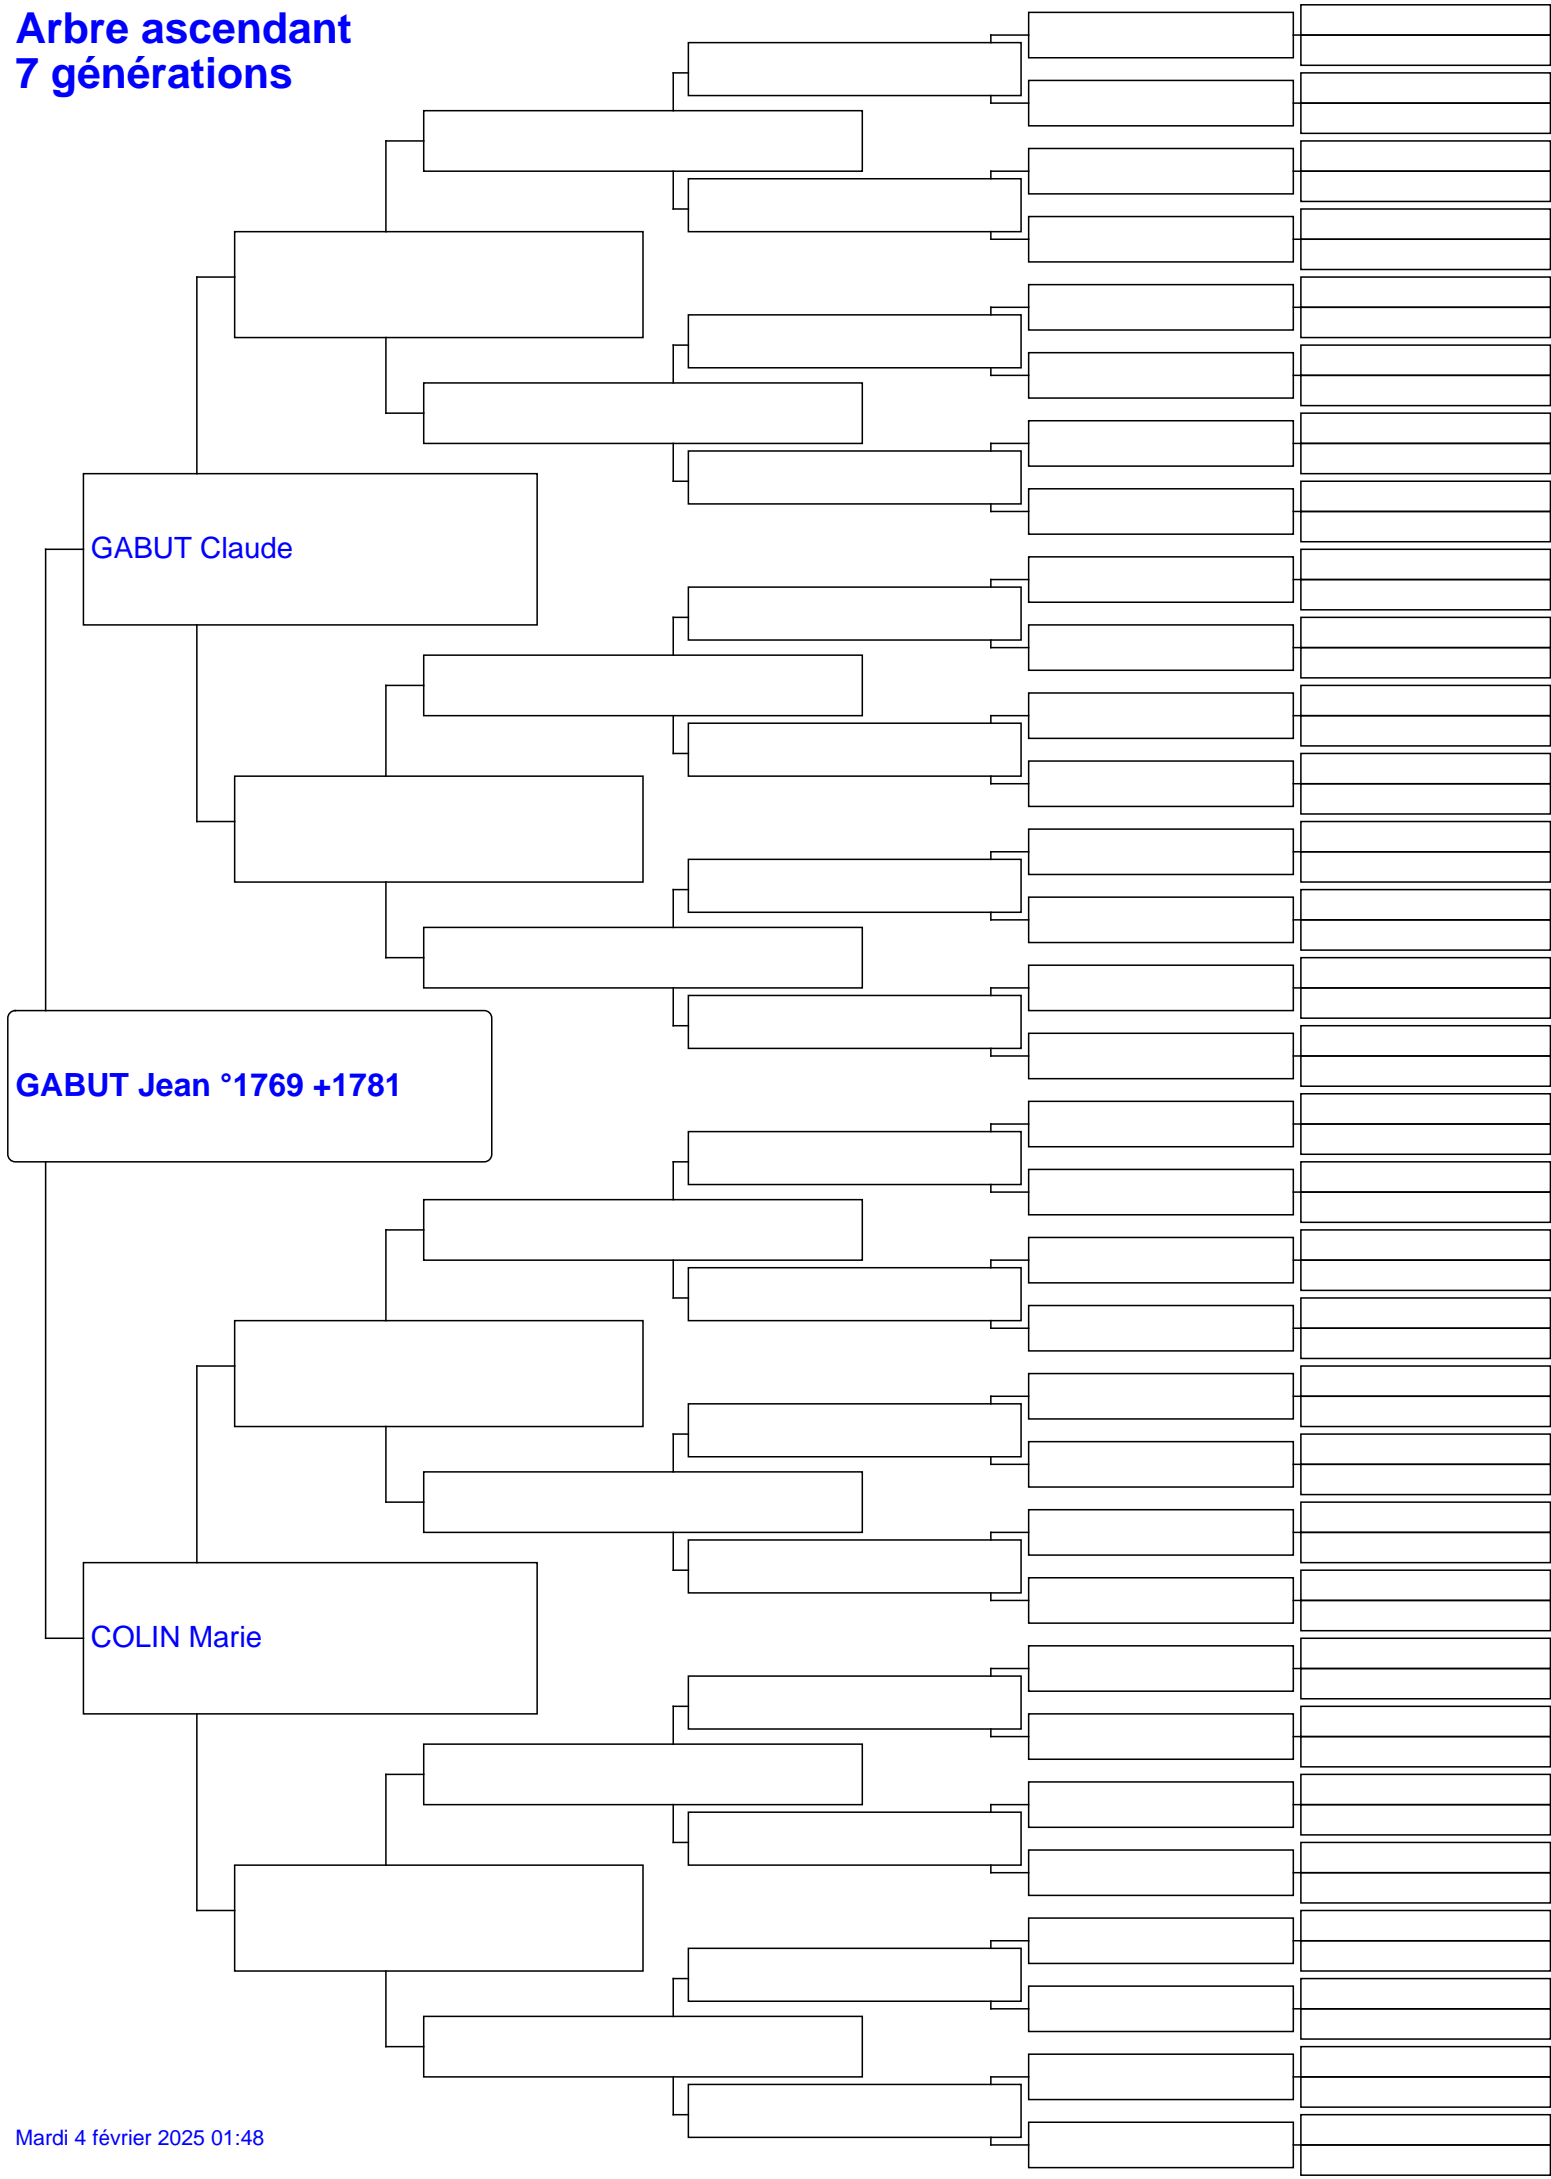 Arbre ascendant
7 générations
GABUT Claude
GABUT Jean °1769 +1781
COLIN Marie
Mardi 4 février 2025 01:48